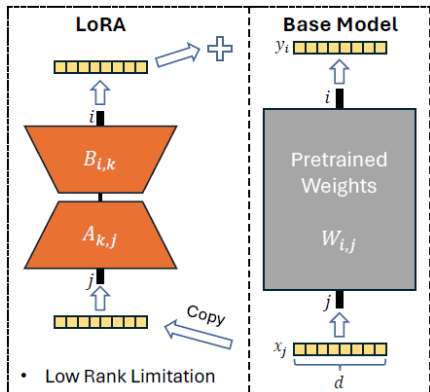 LoRA
i
B_{i,k}
A_{k,j}
j
Copy
• Low Rank Limitation
Base Model
y_i
i
Pretrained
Weights
W_{i,j}
j
x_j
d